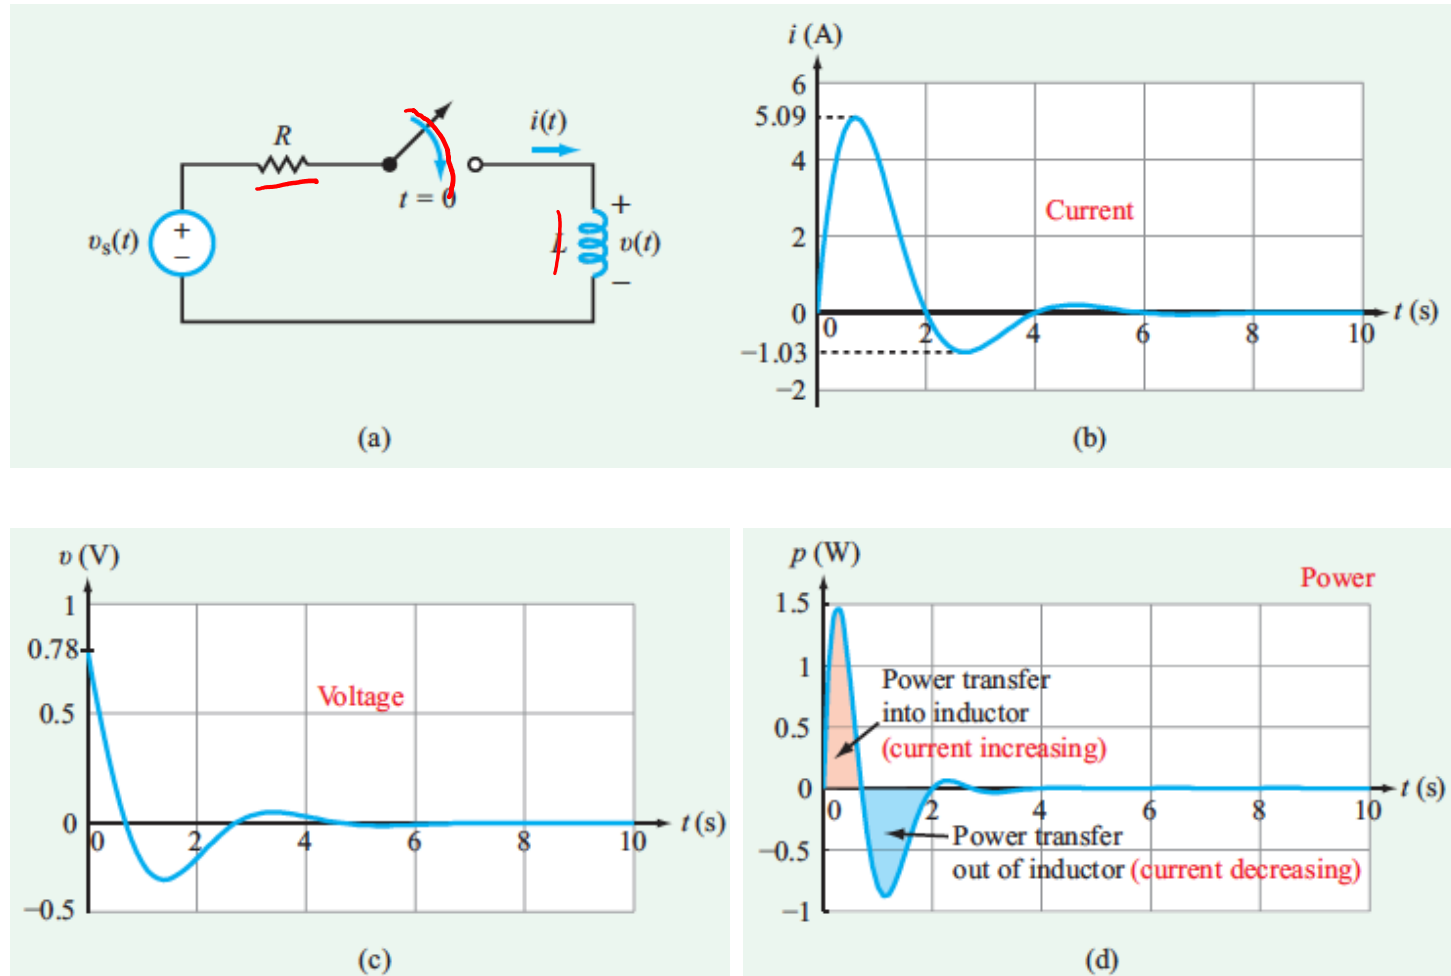 R
i(t)
t = 0
υs(t)
+
−
L
+
υ(t)
−
(a)
i (A)
6
5.09
4
2
0
−1.03
−2
Current
0 2 4 6 8 10
t (s)
(b)
υ (V)
1
0.78
0.5
0
−0.5
Voltage
0 2 4 6 8 10
t (s)
(c)
p (W)
Power
1.5
1
0.5
0
−0.5
−1
Power transfer
into inductor
(current increasing)
0 2 4 6 8 10
t (s)
Power transfer
out of inductor (current decreasing)
(d)